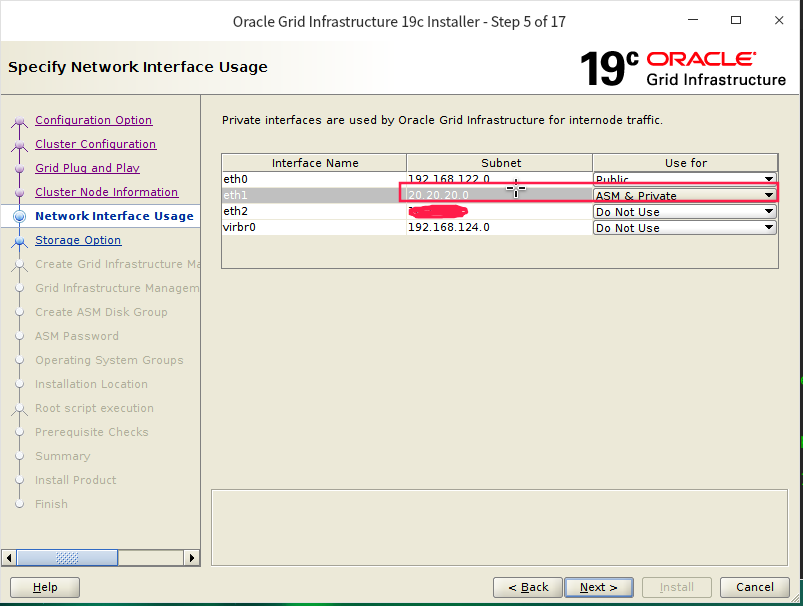 Oracle Grid Infrastructure 19c Installer - Step 5 of 17
Specify Network Interface Usage
19c ORACLE
Grid Infrastructure
Configuration Option
Cluster Configuration
Grid Plug and Play
Cluster Node Information
Network Interface Usage
Storage Option
Create Grid Infrastructure Ma
Grid Infrastructure Managem
Create ASM Disk Group
ASM Password
Operating System Groups
Installation Location
Root script execution
Prerequisite Checks
Summary
Install Product
Finish
Private interfaces are used by Oracle Grid Infrastructure for internode traffic.
Interface Name Subnet Use for
eth0 192.168.122.0 Public
eth1 20.20.20.0 ASM & Private
eth2 Do Not Use
virbr0 192.168.124.0 Do Not Use
Help < Back Next > Install Cancel